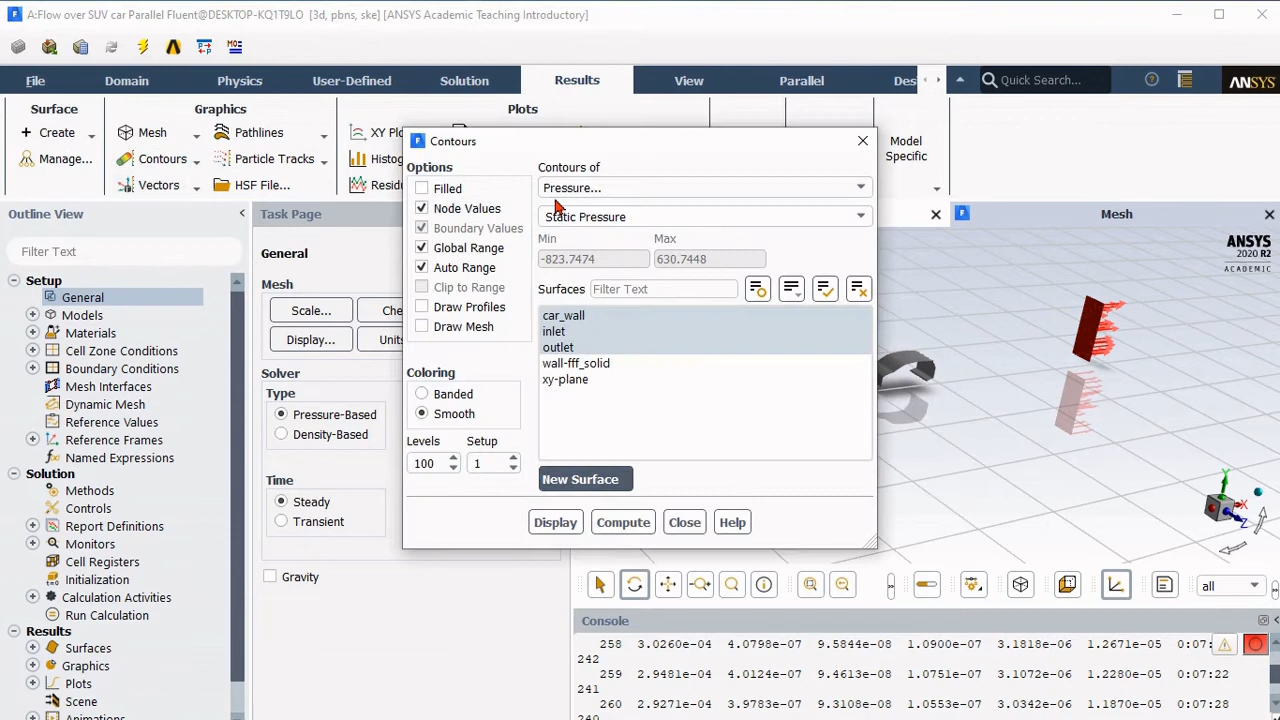 A:Flow over SUV car Parallel Fluent@DESKTOP-KQ1T9LO [3d, pbns, ske] [ANSYS Academic Teaching Introductory]
File Domain Physics User-Defined Solution Results View Parallel Quick Search... ANSYS
Surface Graphics Plots
Create Mesh Pathlines Model
Manage... Contours Particle Tracks Specific
Vectors HSF File...
Outline View
Filter Text
Setup
General
Models
Materials
Cell Zone Conditions
Boundary Conditions
Mesh Interfaces
Dynamic Mesh
Reference Values
Reference Frames
Named Expressions
Solution
Methods
Controls
Report Definitions
Monitors
Cell Registers
Initialization
Calculation Activities
Run Calculation
Results
Surfaces
Graphics
Plots
Scene
Animations
Task Page
General
Mesh
Scale...
Display...
Solver
Type
Pressure-Based
Density-Based
Time
Steady
Transient
Gravity
Contours
Options
Filled
Node Values
Boundary Values
Global Range
Auto Range
Clip to Range
Draw Profiles
Draw Mesh
Coloring
Banded
Smooth
Levels Setup
100 1
Contours of
Pressure...
Static Pressure
Min Max
-823.7474 630.7448
Surfaces Filter Text
car_wall
inlet
outlet
wall-fff_solid
xy-plane
New Surface
Display Compute Close Help
Mesh
ANSYS
2020 R2
ACADEMIC
Y
X
Z
all
Console
258 3.0260e-04 4.0798e-07 9.5844e-08 1.0900e-07 3.1818e-06 1.2671e-05
242
259 2.9481e-04 4.0124e-07 9.4613e-08 1.0751e-07 3.1072e-06 1.2280e-05 0:07:22
241
260 2.9271e-04 3.9783e-07 9.2162e-08 1.0553e-07 3.0342e-06 1.1870e-05 0:07:28